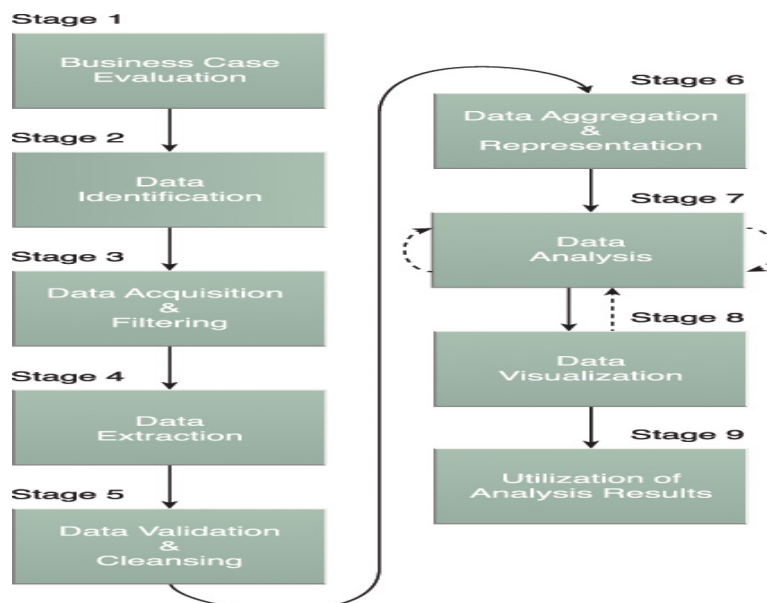 Stage 1
Business Case
Evaluation
Stage 2
Data
Identification
Stage 3
Data Acquisition
&
Filtering
Stage 4
Data
Extraction
Stage 5
Data Validation
&
Cleansing
Stage 6
Data Aggregation
&
Representation
Stage 7
Data
Analysis
Stage 8
Data
Visualization
Stage 9
Utilization of
Analysis Results